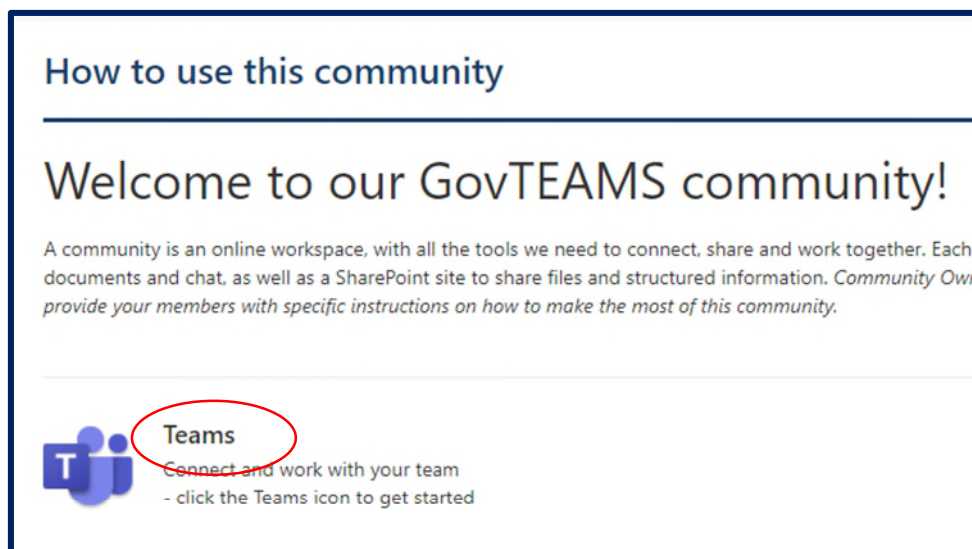 How to use this community
Welcome to our GovTEAMS community!
A community is an online workspace, with all the tools we need to connect, share and work together. Each
documents and chat, as well as a SharePoint site to share files and structured information. Community Own
provide your members with specific instructions on how to make the most of this community.
T
Teams
Connect and work with your team
- click the Teams icon to get started